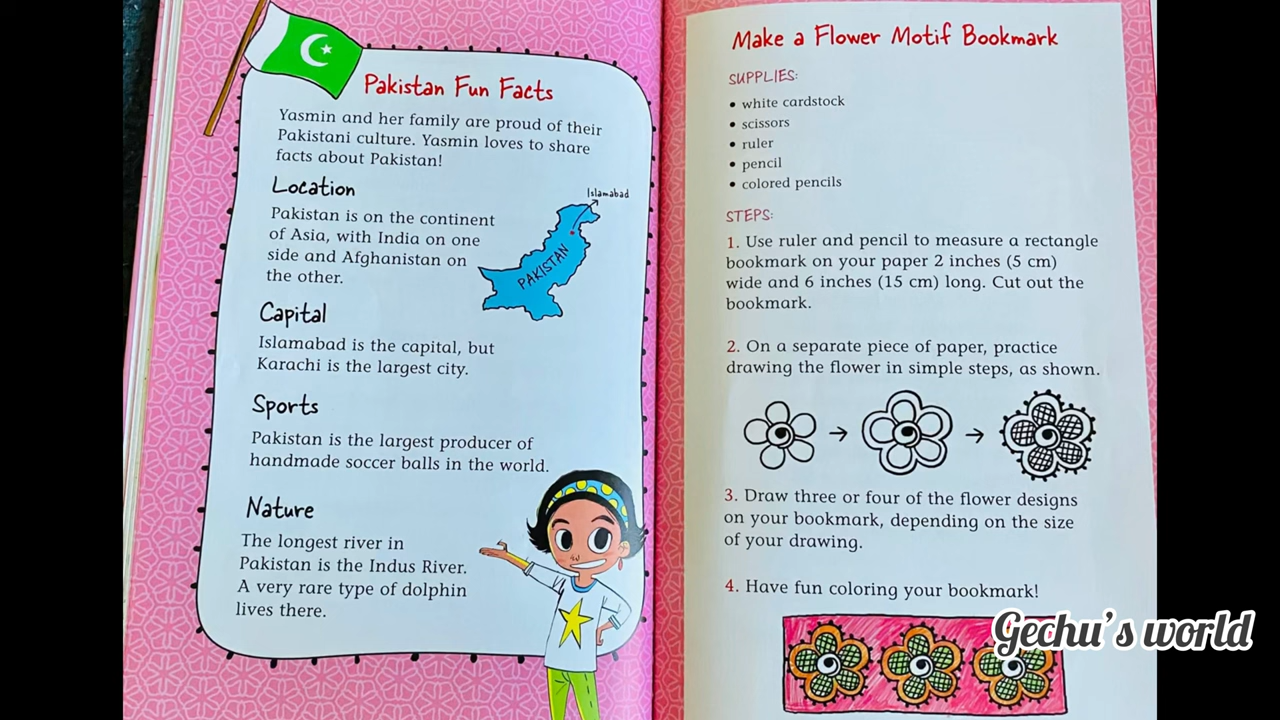 Pakistan Fun Facts
Yasmin and her family are proud of their
Pakistani culture. Yasmin loves to share
facts about Pakistan!
Location
Pakistan is on the continent
of Asia, with India on one
side and Afghanistan on
the other.
Islamabad
PAKISTAN
Capital
Islamabad is the capital, but
Karachi is the largest city.
Sports
Pakistan is the largest producer of
handmade soccer balls in the world.
Nature
The longest river in
Pakistan is the Indus River.
A very rare type of dolphin
lives there.
Make a Flower Motif Bookmark
SUPPLIES:
• white cardstock
• scissors
• ruler
• pencil
• colored pencils
STEPS:
1. Use ruler and pencil to measure a rectangle
bookmark on your paper 2 inches (5 cm)
wide and 6 inches (15 cm) long. Cut out the
bookmark.
2. On a separate piece of paper, practice
drawing the flower in simple steps, as shown.
3. Draw three or four of the flower designs
on your bookmark, depending on the size
of your drawing.
4. Have fun coloring your bookmark!
Gechu's world